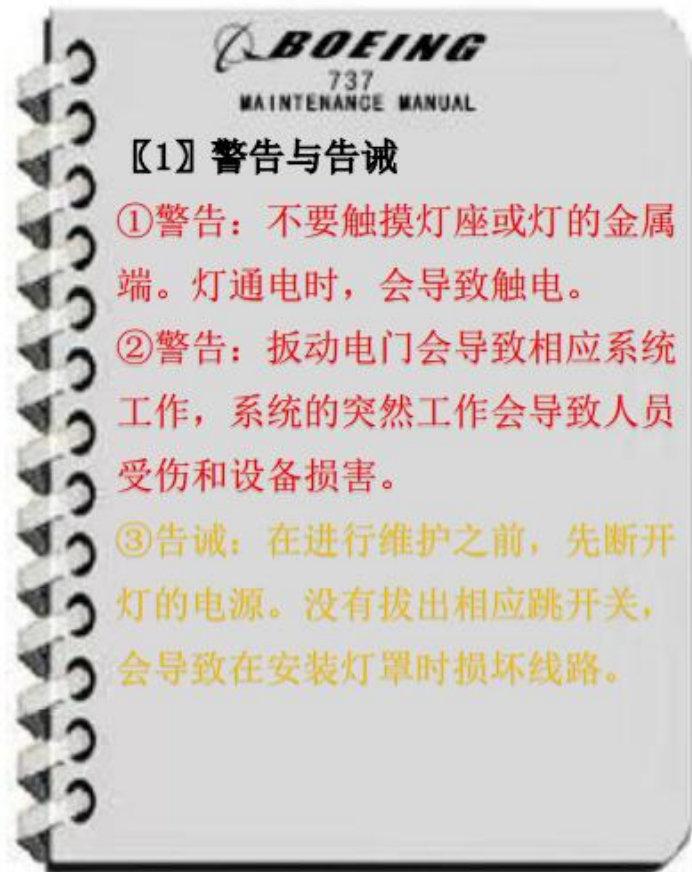 BOEING
737
MAINTENANCE MANUAL
〖1〗警告与告诫
①警告：不要触摸灯座或灯的金属
端。灯通电时，会导致触电。
②警告：扳动电门会导致相应系统
工作，系统的突然工作会导致人员
受伤和设备损害。
③告诫：在进行维护之前，先断开
灯的电源。没有拔出相应跳开关，
会导致在安装灯罩时损坏线路。